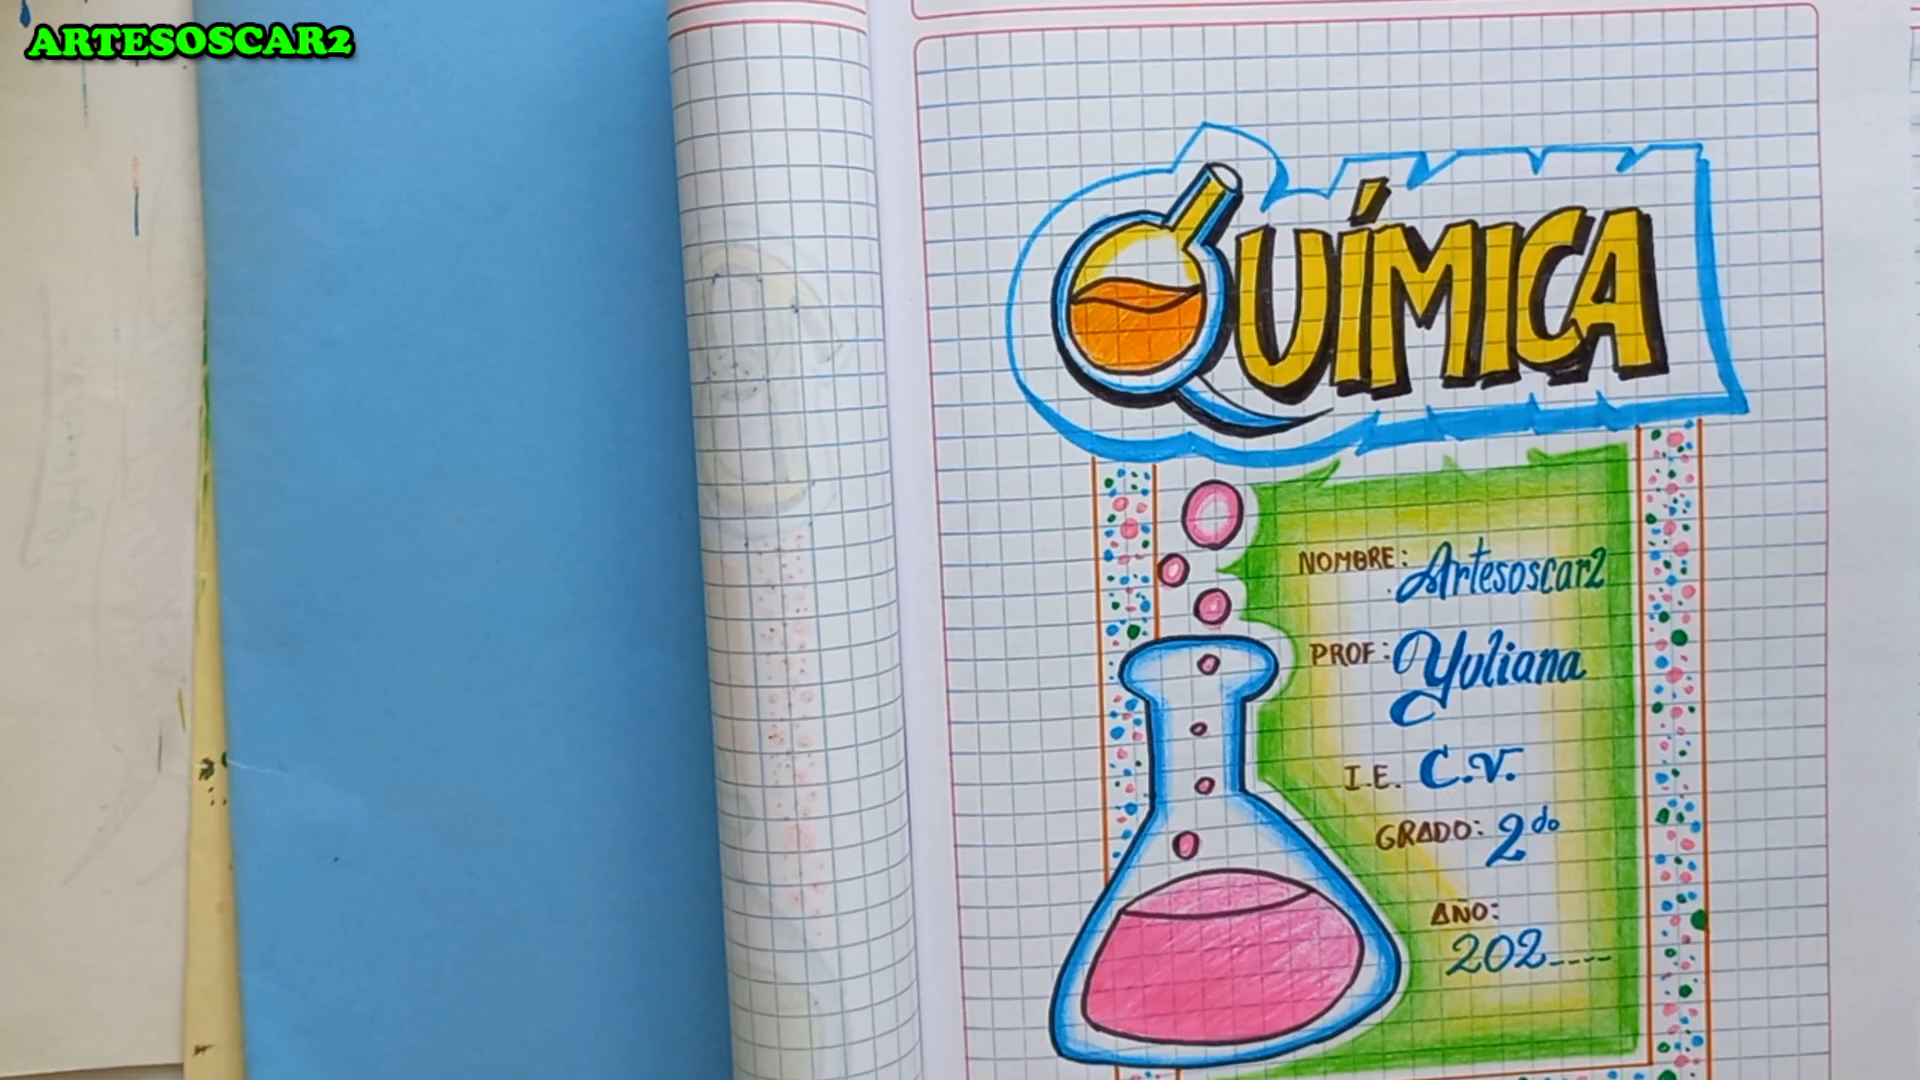 ARTESOSCAR2
QUÍMICA
NOMBRE: Artesoscar2
PROF: Yuliana
I.E. C.V.
GRADO: 2do
AÑO:
202----